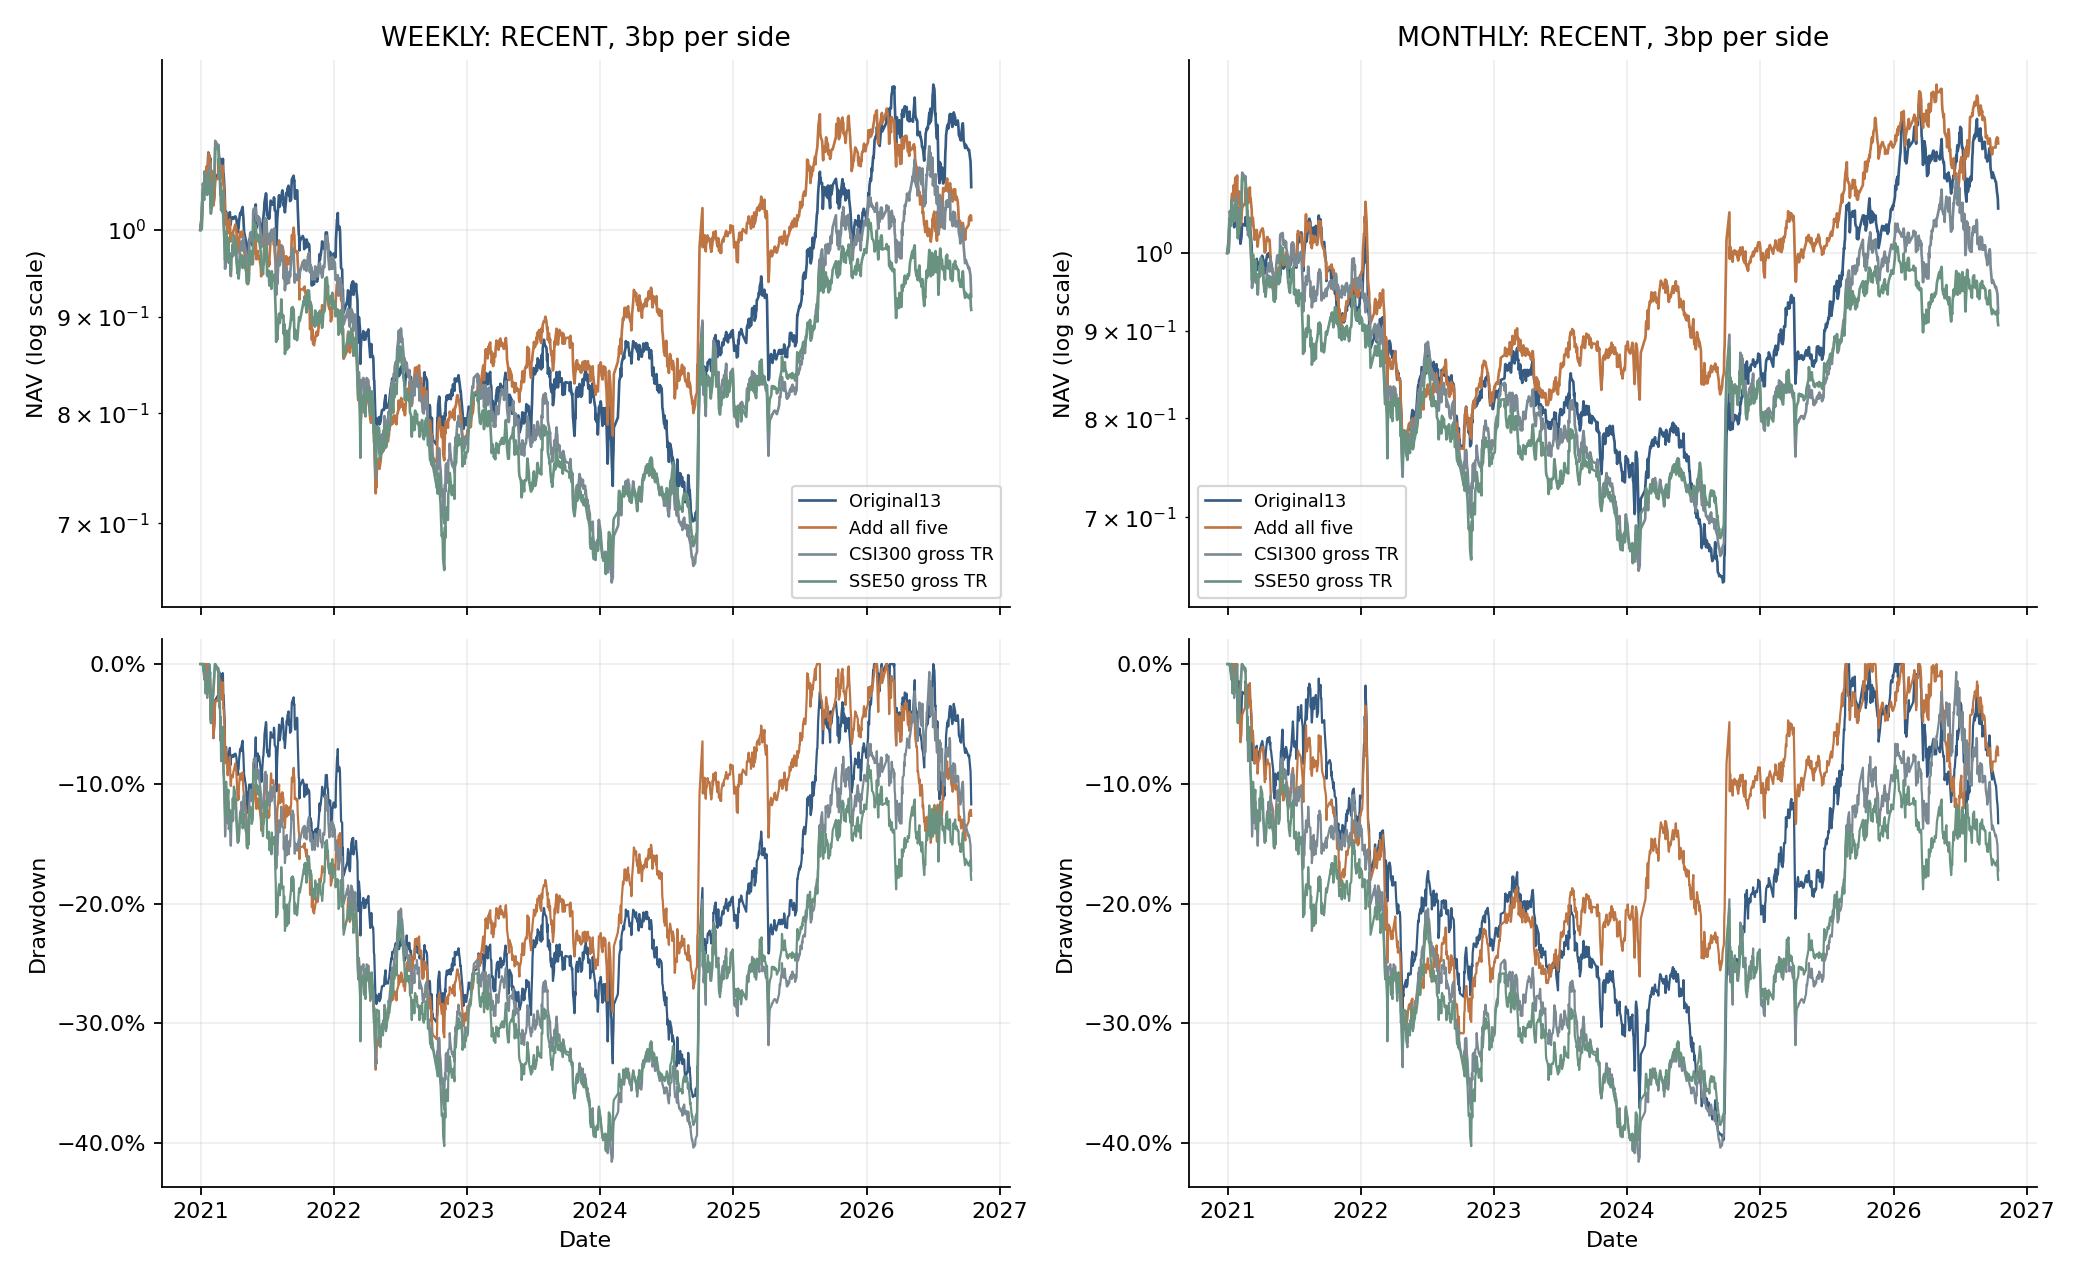 WEEKLY: RECENT, 3bp per side
NAV (log scale)
10⁰
9 × 10⁻¹
8 × 10⁻¹
7 × 10⁻¹
Original13
Add all five
CSI300 gross TR
SSE50 gross TR
MONTHLY: RECENT, 3bp per side
NAV (log scale)
10⁰
9 × 10⁻¹
8 × 10⁻¹
7 × 10⁻¹
Original13
Add all five
CSI300 gross TR
SSE50 gross TR
Drawdown
0.0%
−10.0%
−20.0%
−30.0%
−40.0%
2021 2022 2023 2024 2025 2026 2027
Date
Drawdown
0.0%
−10.0%
−20.0%
−30.0%
−40.0%
2021 2022 2023 2024 2025 2026 2027
Date